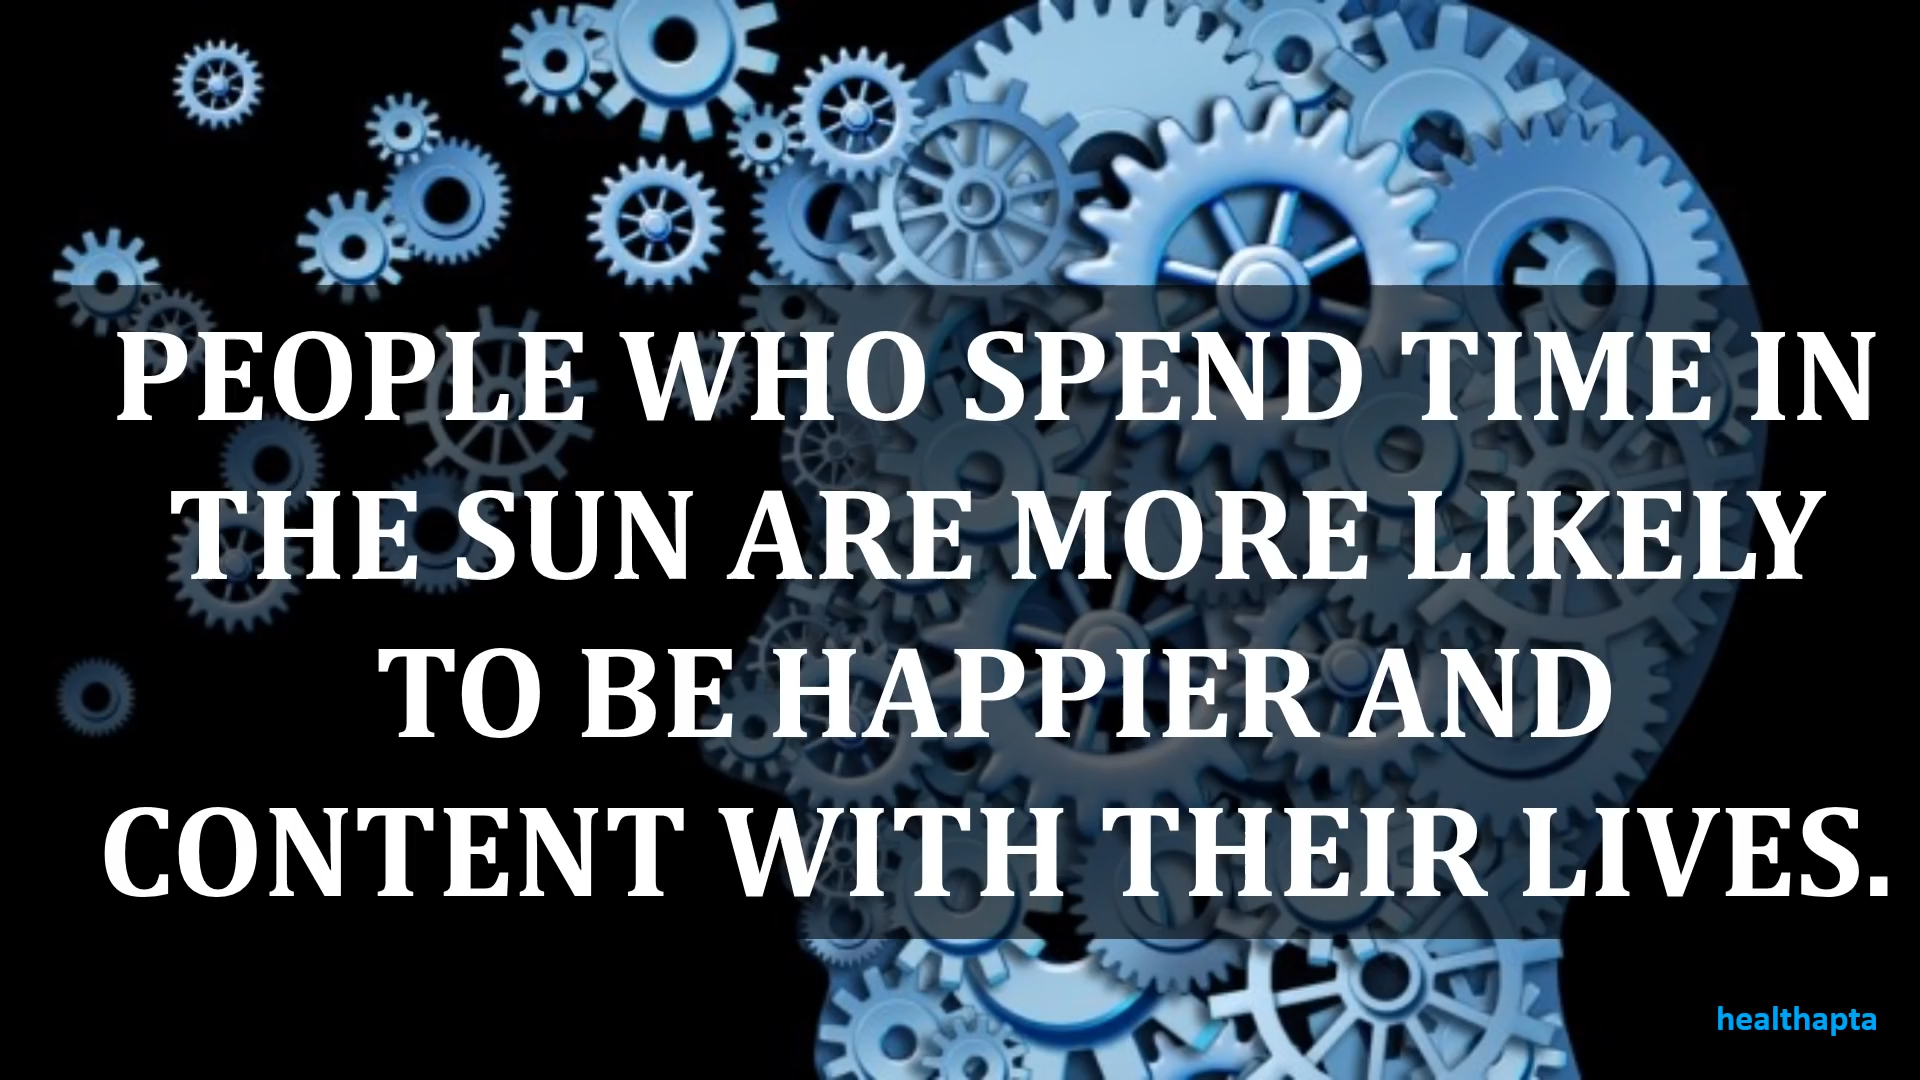 PEOPLE WHO SPEND TIME IN
THE SUN ARE MORE LIKELY
TO BE HAPPIER AND
CONTENT WITH THEIR LIVES.
healthapta